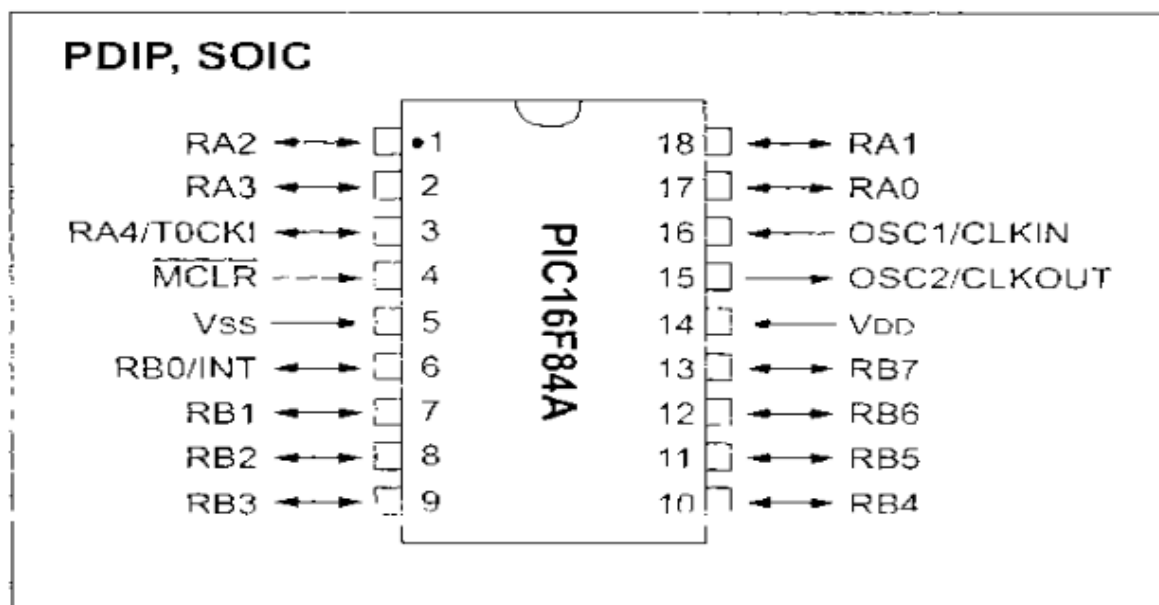 PDIP, SOIC
RA2 1 18 RA1
RA3 2 17 RA0
RA4/T0CKI 3 16 OSC1/CLKIN
MCLR 4 15 OSC2/CLKOUT
VSS 5 14 VDD
RB0/INT 6 13 RB7
RB1 7 12 RB6
RB2 8 11 RB5
RB3 9 10 RB4
PIC16F84A